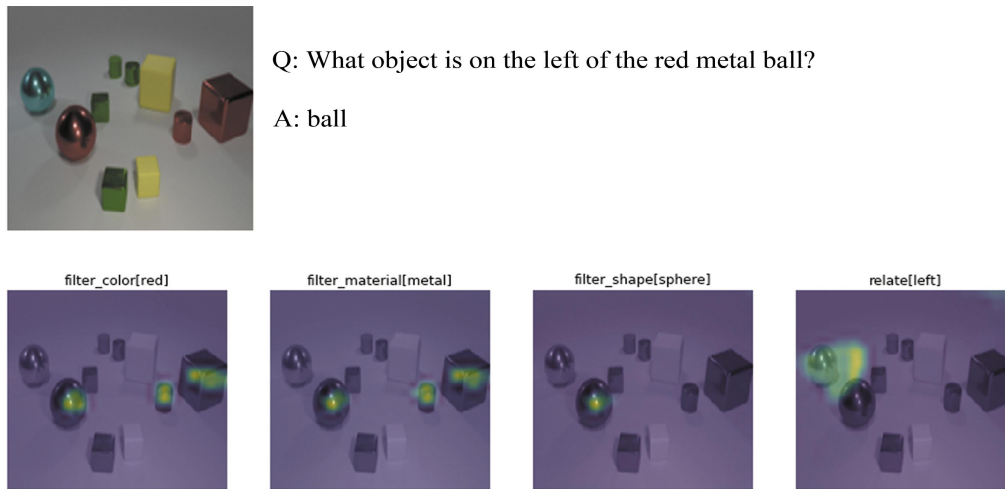 Q: What object is on the left of the red metal ball?
A: ball
filter_color[red] filter_material[metal] filter_shape[sphere] relate[left]